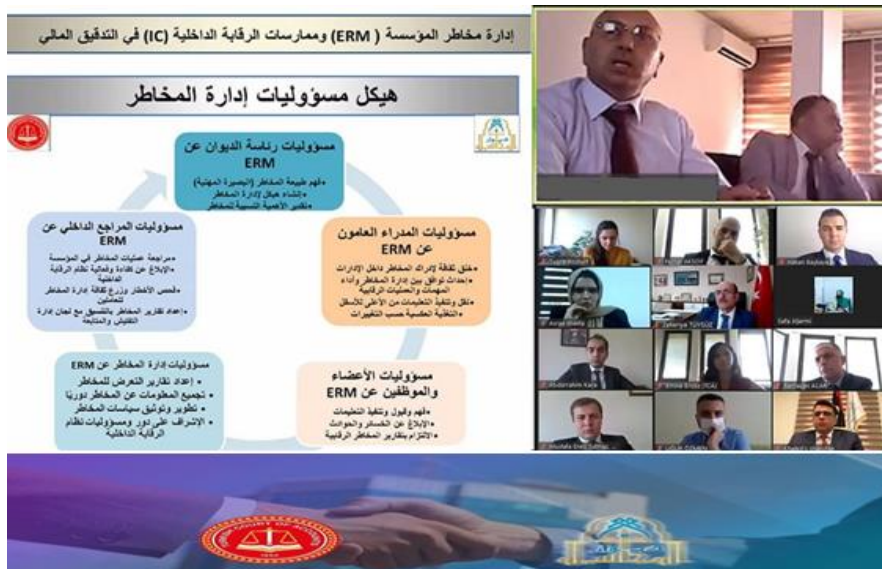 إدارة مخاطر المؤسسة ( ERM) وممارسات الرقابة الداخلية (IC) في التدقيق المالي
هيكل مسؤوليات إدارة المخاطر
مسؤوليات رئاسة الديوان عن
ERM
•فهم طبيعة المخاطر (البصيرة المهنية)
•إنشاء هيكل لإدارة المخاطر
•تقدير الأهمية النسبية للمخاطر
مسؤوليات المدراء العامون
عن ERM
•خلق ثقافة لإدراك المخاطر داخل الإدارات
•إحداث توافق بين إدارة المخاطر وأداء
المهمات والعمليات الرقابية
•نقل وتنفيذ التعليمات من الأعلى للأسفل
•التغذية العكسية حسب التغييرات
مسؤوليات الأعضاء
والموظفين عن ERM
•فهم وقبول وتنفيذ التعليمات
•الإبلاغ عن الخسائر والحوادث
•الالتزام بتقارير المخاطر الرقابية
مسؤوليات إدارة المخاطر عن ERM
• إعداد تقارير التعرض للمخاطر
• تجميع المعلومات عن المخاطر دوريًا
• تطوير وتوثيق سياسات المخاطر
• الإشراف على دور ومسؤوليات نظام
الرقابة الداخلية
مسؤوليات المراجع الداخلي عن
ERM
•مراجعة عمليات المخاطر في المؤسسة
•الإبلاغ عن كفاءة وفعالية نظام الرقابة
الداخلية
•فحص الأخطار وزرع ثقافة إدارة المخاطر
للعاملين
•إعداد تقارير المخاطر بالتنسيق مع لجان إدارة
التفتيش والمتابعة
Zekeriya TÜYSÜZ
Safa Aljarmi
Abdurrahim Kara